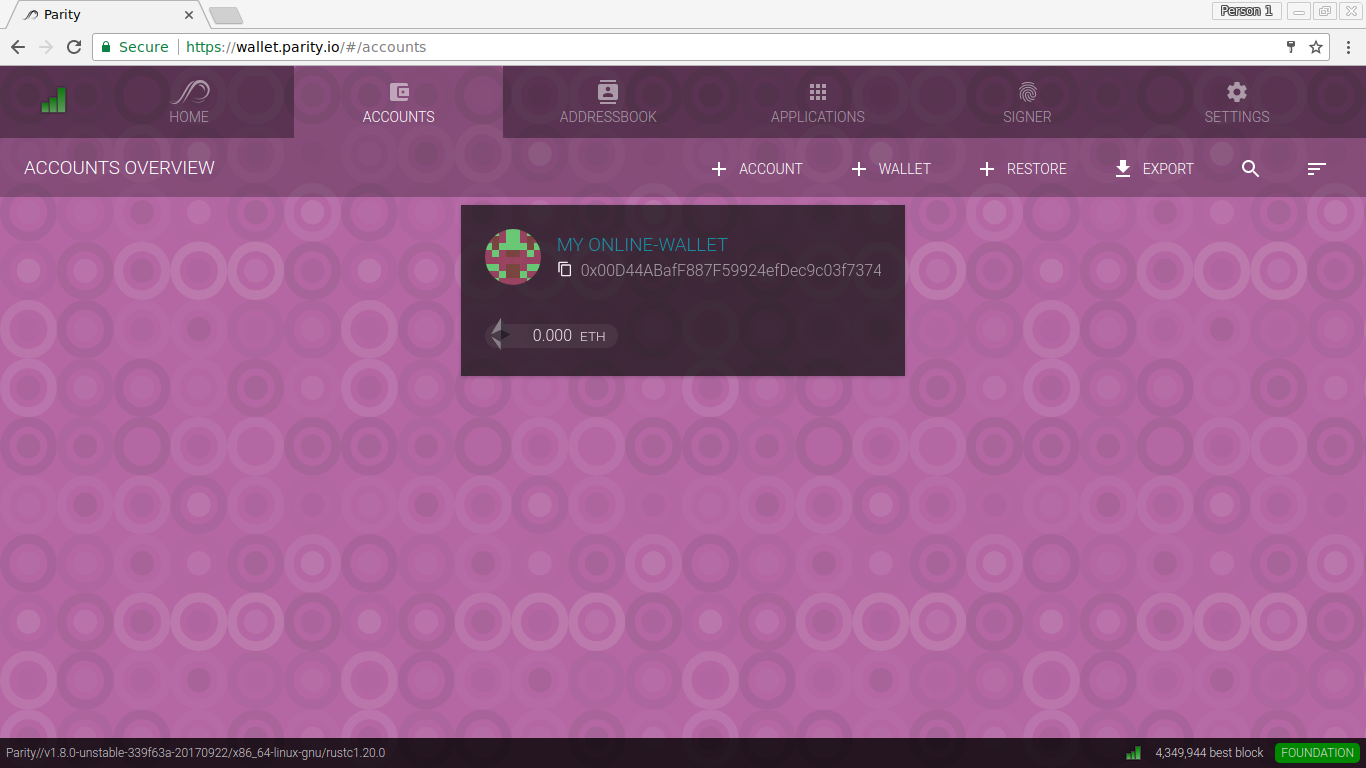 Parity
Person 1
Secure https://wallet.parity.io/#/accounts
HOME ACCOUNTS ADDRESSBOOK APPLICATIONS SIGNER SETTINGS
ACCOUNTS OVERVIEW ACCOUNT WALLET RESTORE EXPORT
MY ONLINE-WALLET
0x00D44ABafF887F59924efDec9c03f7374
0.000 ETH
Parity//v1.8.0-unstable-339f63a-20170922/x86_64-linux-gnu/rustc1.20.0 4,349,944 best block FOUNDATION